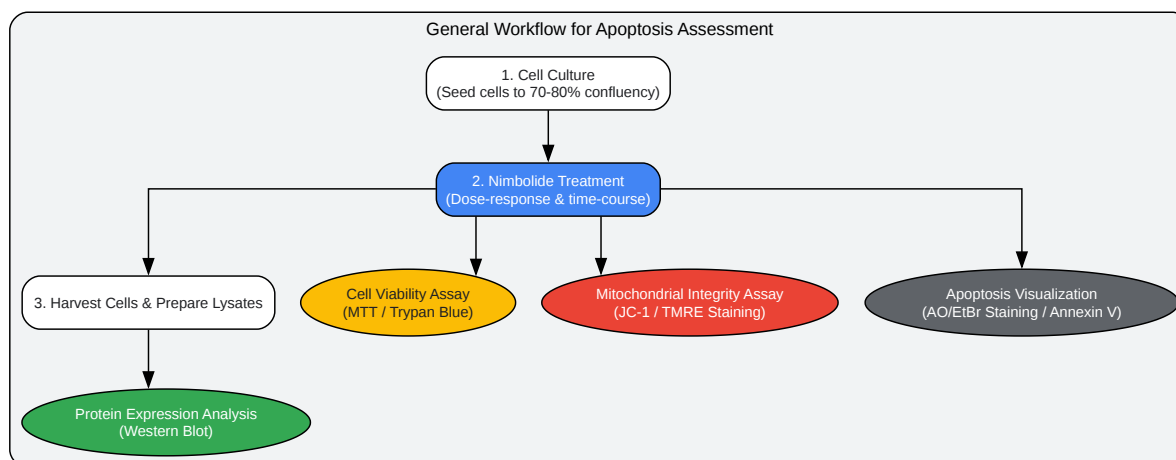 General Workflow for Apoptosis Assessment
1. Cell Culture
(Seed cells to 70-80% confluency)
2. Nimbolide Treatment
(Dose-response & time-course)
3. Harvest Cells & Prepare Lysates
Cell Viability Assay
(MTT / Trypan Blue)
Mitochondrial Integrity Assay
(JC-1 / TMRE Staining)
Apoptosis Visualization
(AO/EtBr Staining / Annexin V)
Protein Expression Analysis
(Western Blot)